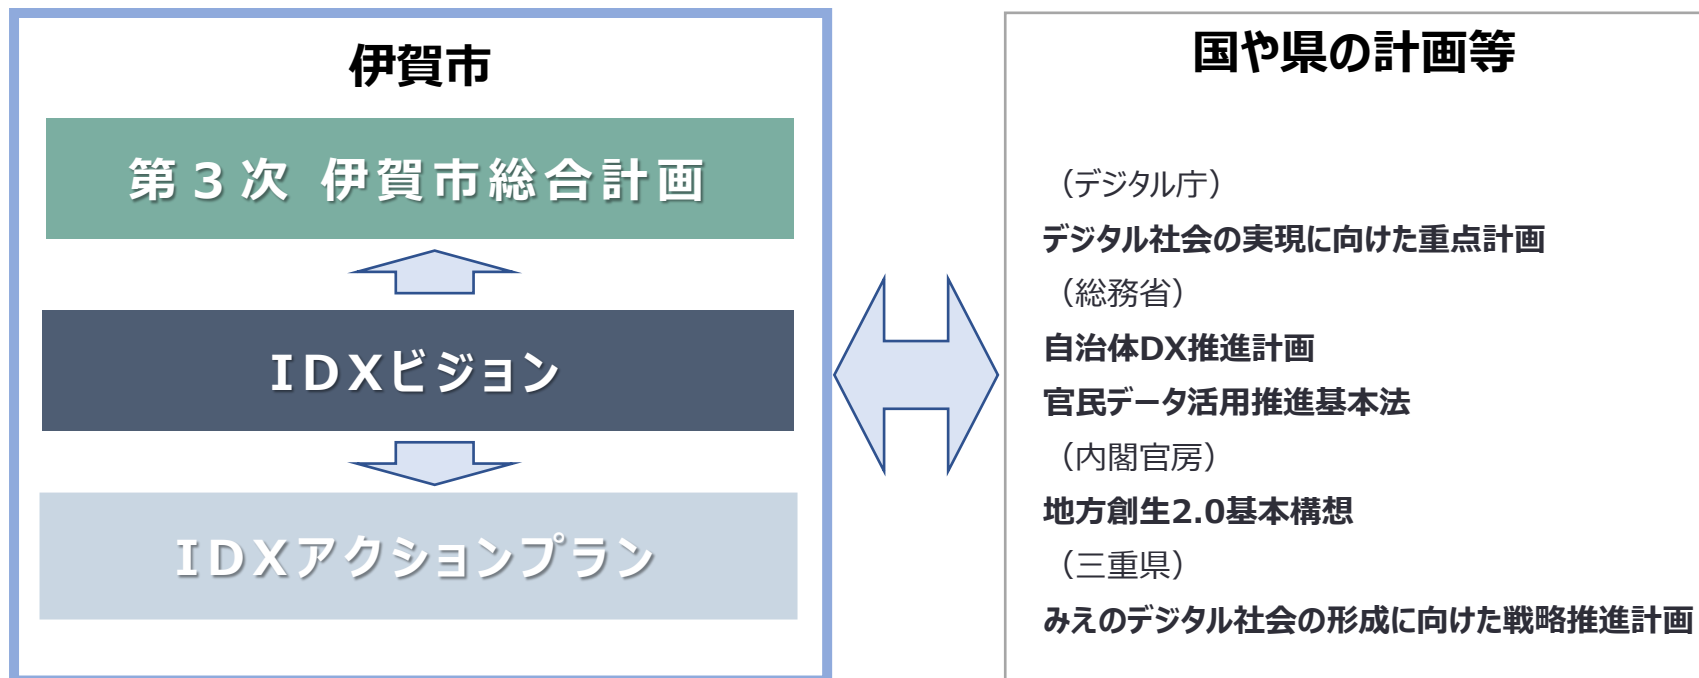 伊賀市
第３次 伊賀市総合計画
ＩＤＸビジョン
ＩＤＸアクションプラン
国や県の計画等
（デジタル庁）
デジタル社会の実現に向けた重点計画
（総務省）
自治体DX推進計画
官民データ活用推進基本法
（内閣官房）
地方創生2.0基本構想
（三重県）
みえのデジタル社会の形成に向けた戦略推進計画